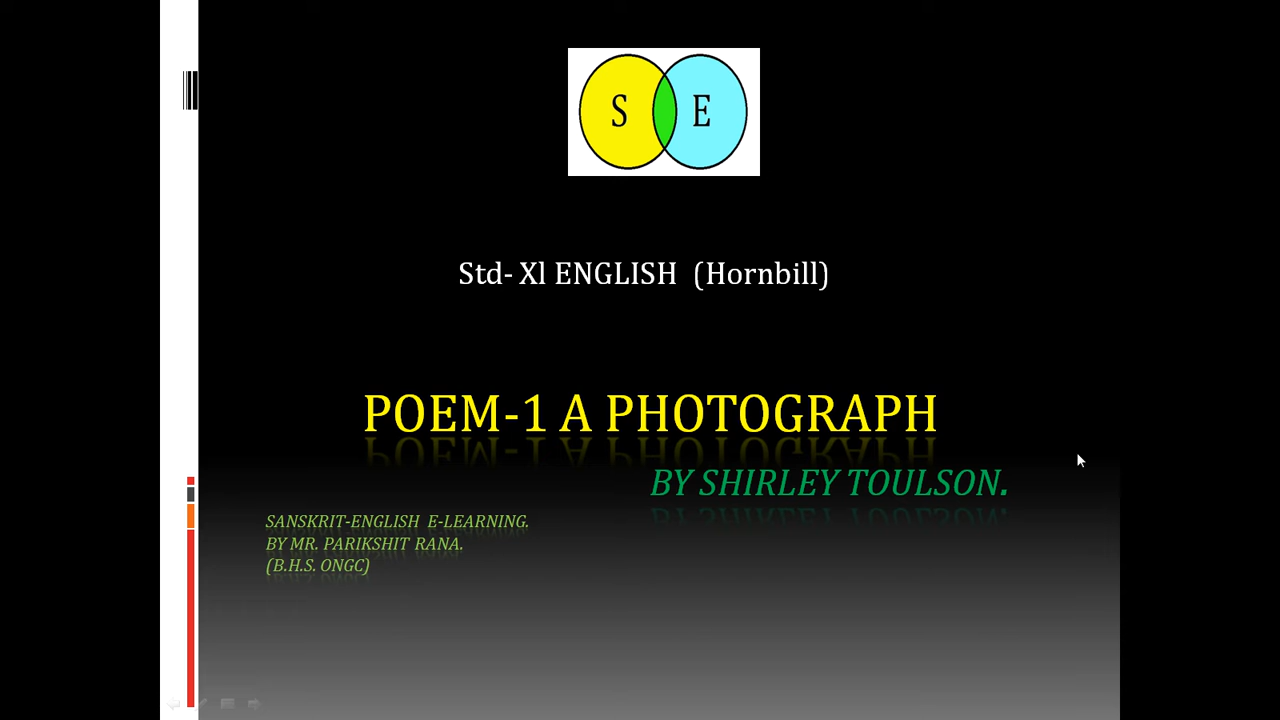 S E
Std- Xl ENGLISH (Hornbill)
POEM-1 A PHOTOGRAPH
BY SHIRLEY TOULSON.
SANSKRIT-ENGLISH E-LEARNING.
BY MR. PARIKSHIT RANA.
(B.H.S. ONGC)